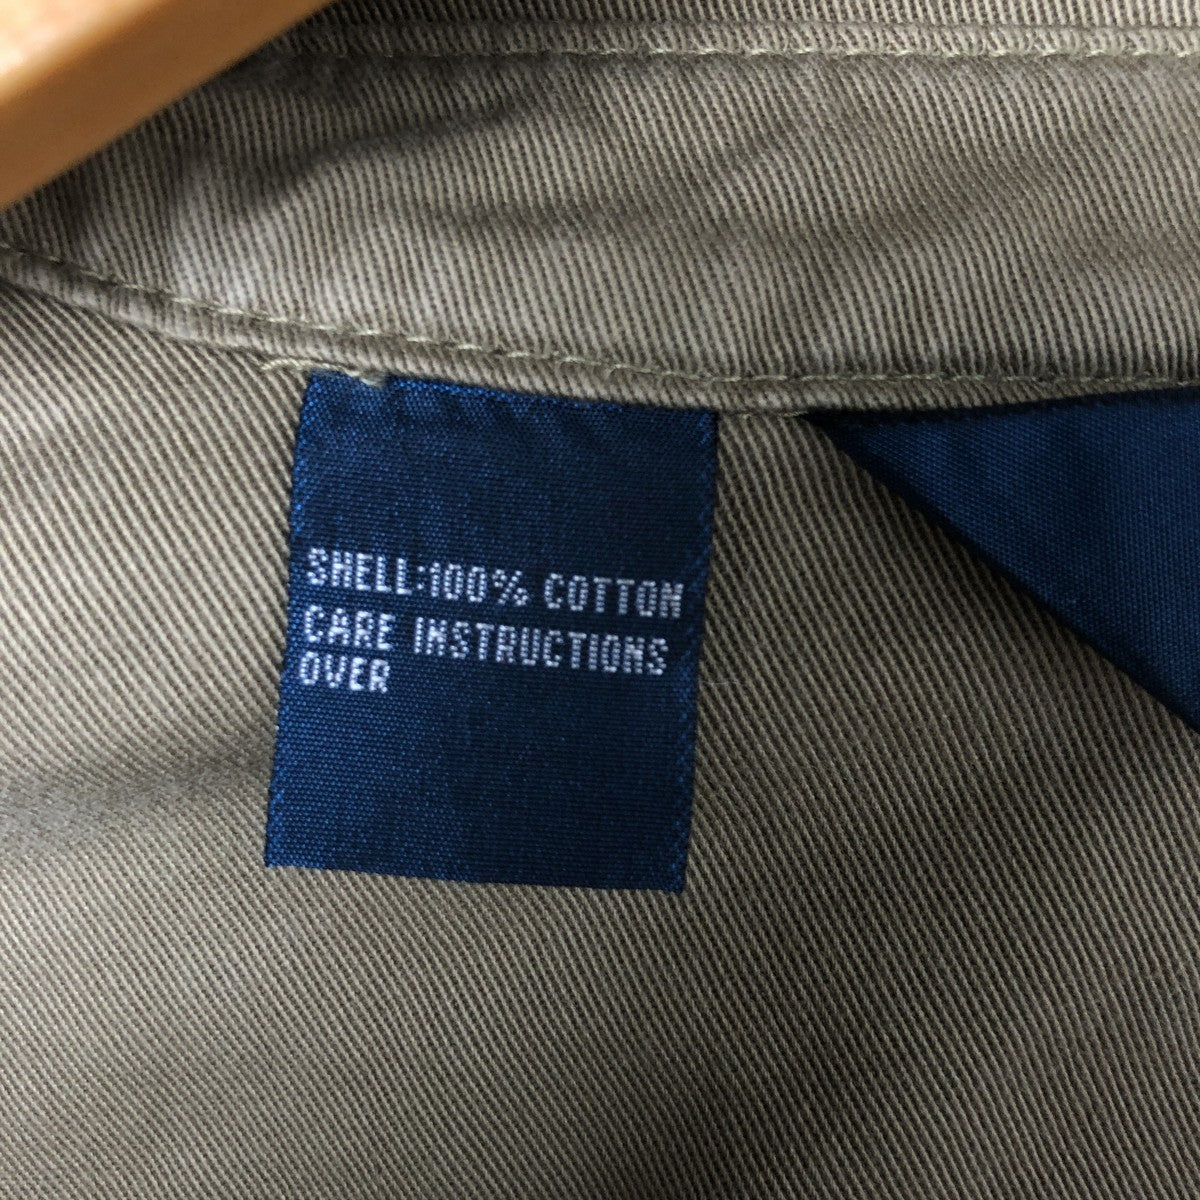 SHELL:100% COTTON
CARE INSTRUCTIONS
OVER